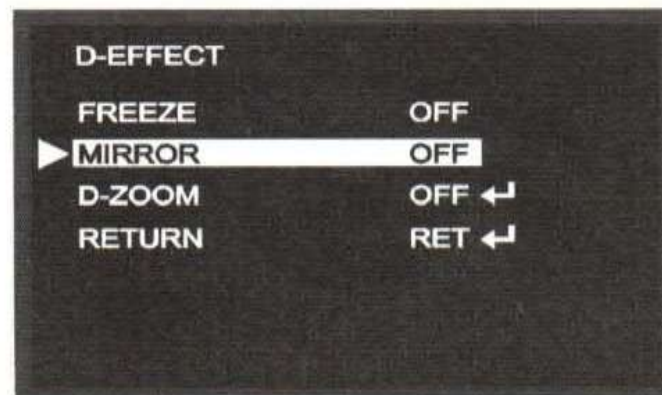 D-EFFECT
FREEZE OFF
MIRROR OFF
D-ZOOM OFF ↵
RETURN RET ↵